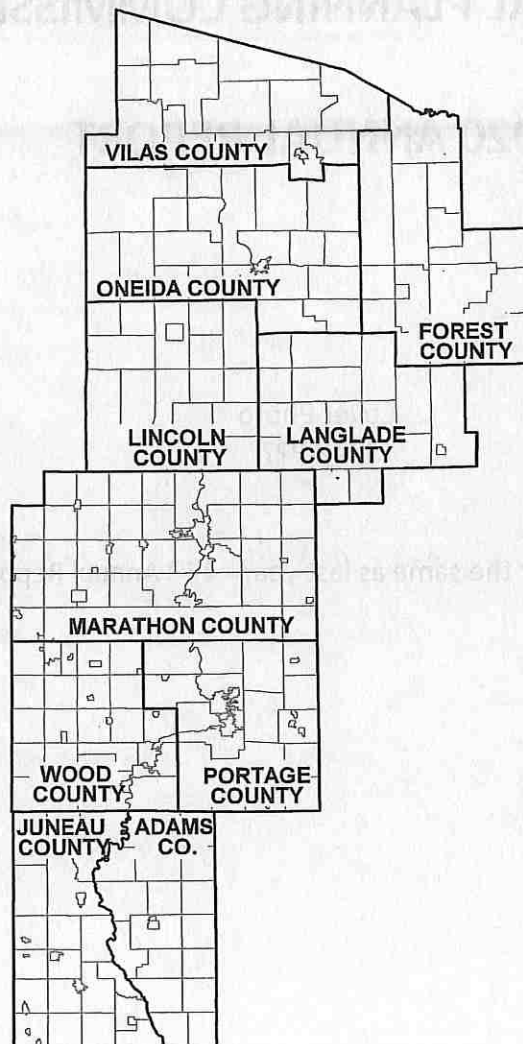 VILAS COUNTY
ONEIDA COUNTY
FOREST
COUNTY
LINCOLN
COUNTY
LANGLADE
COUNTY
MARATHON COUNTY
WOOD
COUNTY
PORTAGE
COUNTY
JUNEAU
COUNTY
ADAMS
CO.